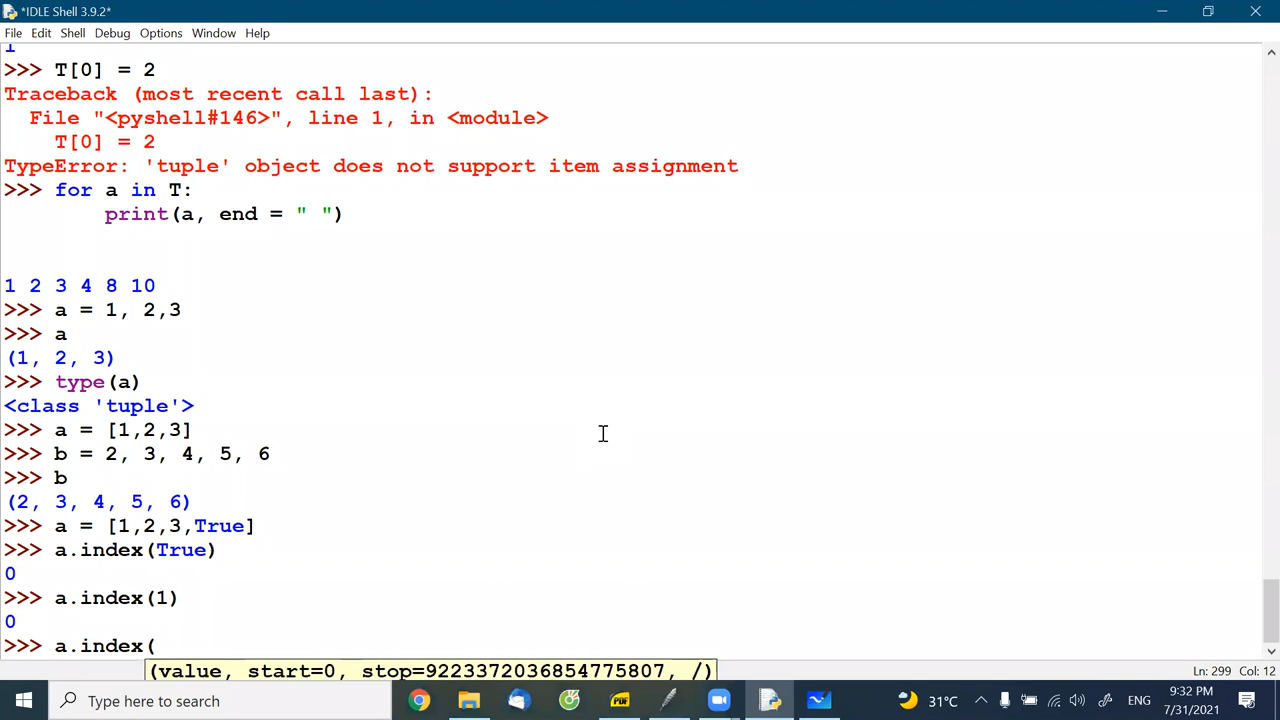 *IDLE Shell 3.9.2*
File Edit Shell Debug Options Window Help
1
>>> T[0] = 2
Traceback (most recent call last):
  File "<pyshell#146>", line 1, in <module>
    T[0] = 2
TypeError: 'tuple' object does not support item assignment
>>> for a in T:
        print(a, end = " ")
1 2 3 4 8 10
>>> a = 1, 2,3
>>> a
(1, 2, 3)
>>> type(a)
<class 'tuple'>
>>> a = [1,2,3]
>>> b = 2, 3, 4, 5, 6
>>> b
(2, 3, 4, 5, 6)
>>> a = [1,2,3,True]
>>> a.index(True)
0
>>> a.index(1)
0
>>> a.index(
(value, start=0, stop=9223372036854775807, /)
Ln: 299 Col: 12
Type here to search
PDF
31°C
ENG
9:32 PM
7/31/2021